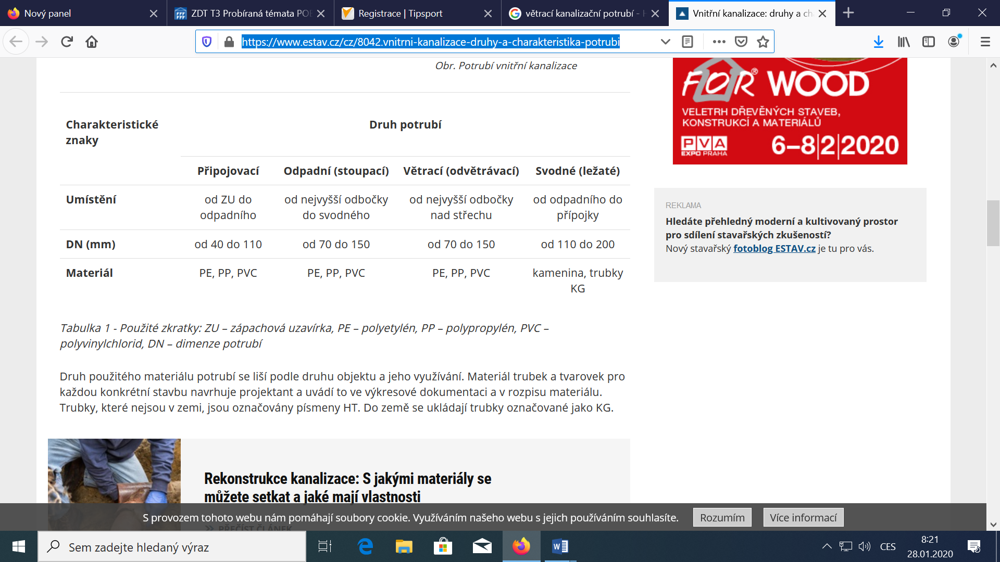 Nový panel
ZDT T3 Probíraná témata POE
Registrace | Tipsport
větrací kanalizační potrubí - H
Vnitřní kanalizace: druhy a ch
https://www.estav.cz/cz/8042.vnitrni-kanalizace-druhy-a-charakteristika-potrubi
Obr. Potrubí vnitřní kanalizace
Charakteristické znaky
Druh potrubí
Připojovací Odpadní (stoupací) Větrací (odvětrávací) Svodné (ležaté)
Umístění od ZU do od nejvyšší odbočky od nejvyšší odbočky od odpadního do
odpadního do svodného nad střechu přípojky
DN (mm) od 40 do 110 od 70 do 150 od 70 do 150 od 110 do 200
Materiál PE, PP, PVC PE, PP, PVC PE, PP, PVC kamenina, trubky
KG
Tabulka 1 - Použité zkratky: ZU – zápachová uzavírka, PE – polyetylén, PP – polypropylén, PVC –
polyvinylchlorid, DN – dimenze potrubí
Druh použitého materiálu potrubí se liší podle druhu objektu a jeho využívání. Materiál trubek a tvarovek pro
každou konkrétní stavbu navrhuje projektant a uvádí to ve výkresové dokumentaci a v rozpisu materiálu.
Trubky, které nejsou v zemi, jsou označovány písmeny HT. Do země se ukládají trubky označované jako KG.
Rekonstrukce kanalizace: S jakými materiály se
můžete setkat a jaké mají vlastnosti
PŘEČÍST ČLÁNEK
FOR® WOOD
VELETRH DŘEVĚNÝCH STAVEB,
KONSTRUKCÍ A MATERIÁLŮ
PVA
EXPO PRAHA
6–8|2|2020
REKLAMA
Hledáte přehledný moderní a kultivovaný prostor
pro sdílení stavařských zkušeností?
Nový stavařský fotoblog ESTAV.cz je tu pro vás.
S provozem tohoto webu nám pomáhají soubory cookie. Využíváním našeho webu s jejich používáním souhlasíte.
Rozumím
Více informací
Sem zadejte hledaný výraz
CES
8:21
28.01.2020